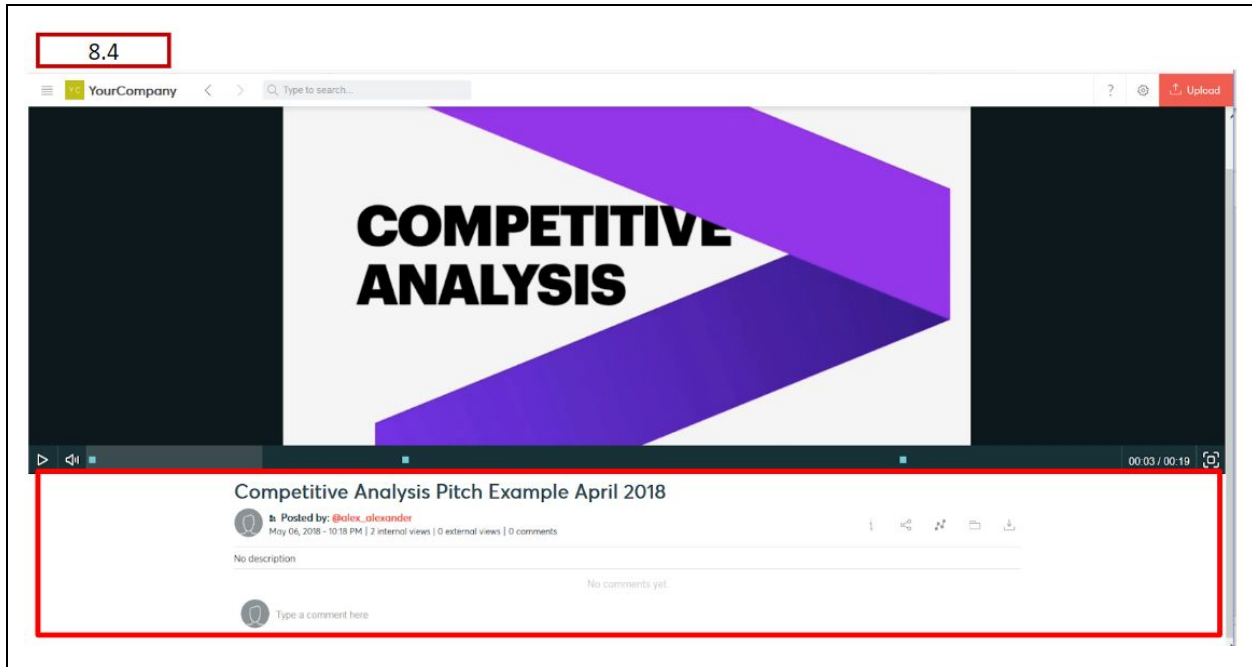 8.4
YC YourCompany
Type to search...
?
Upload
COMPETITIVE
ANALYSIS
00:03 / 00:19
Competitive Analysis Pitch Example April 2018
Posted by: @alex_alexander
May 06, 2018 - 10:18 PM | 2 internal views | 0 external views | 0 comments
No description
No comments yet.
Type a comment here